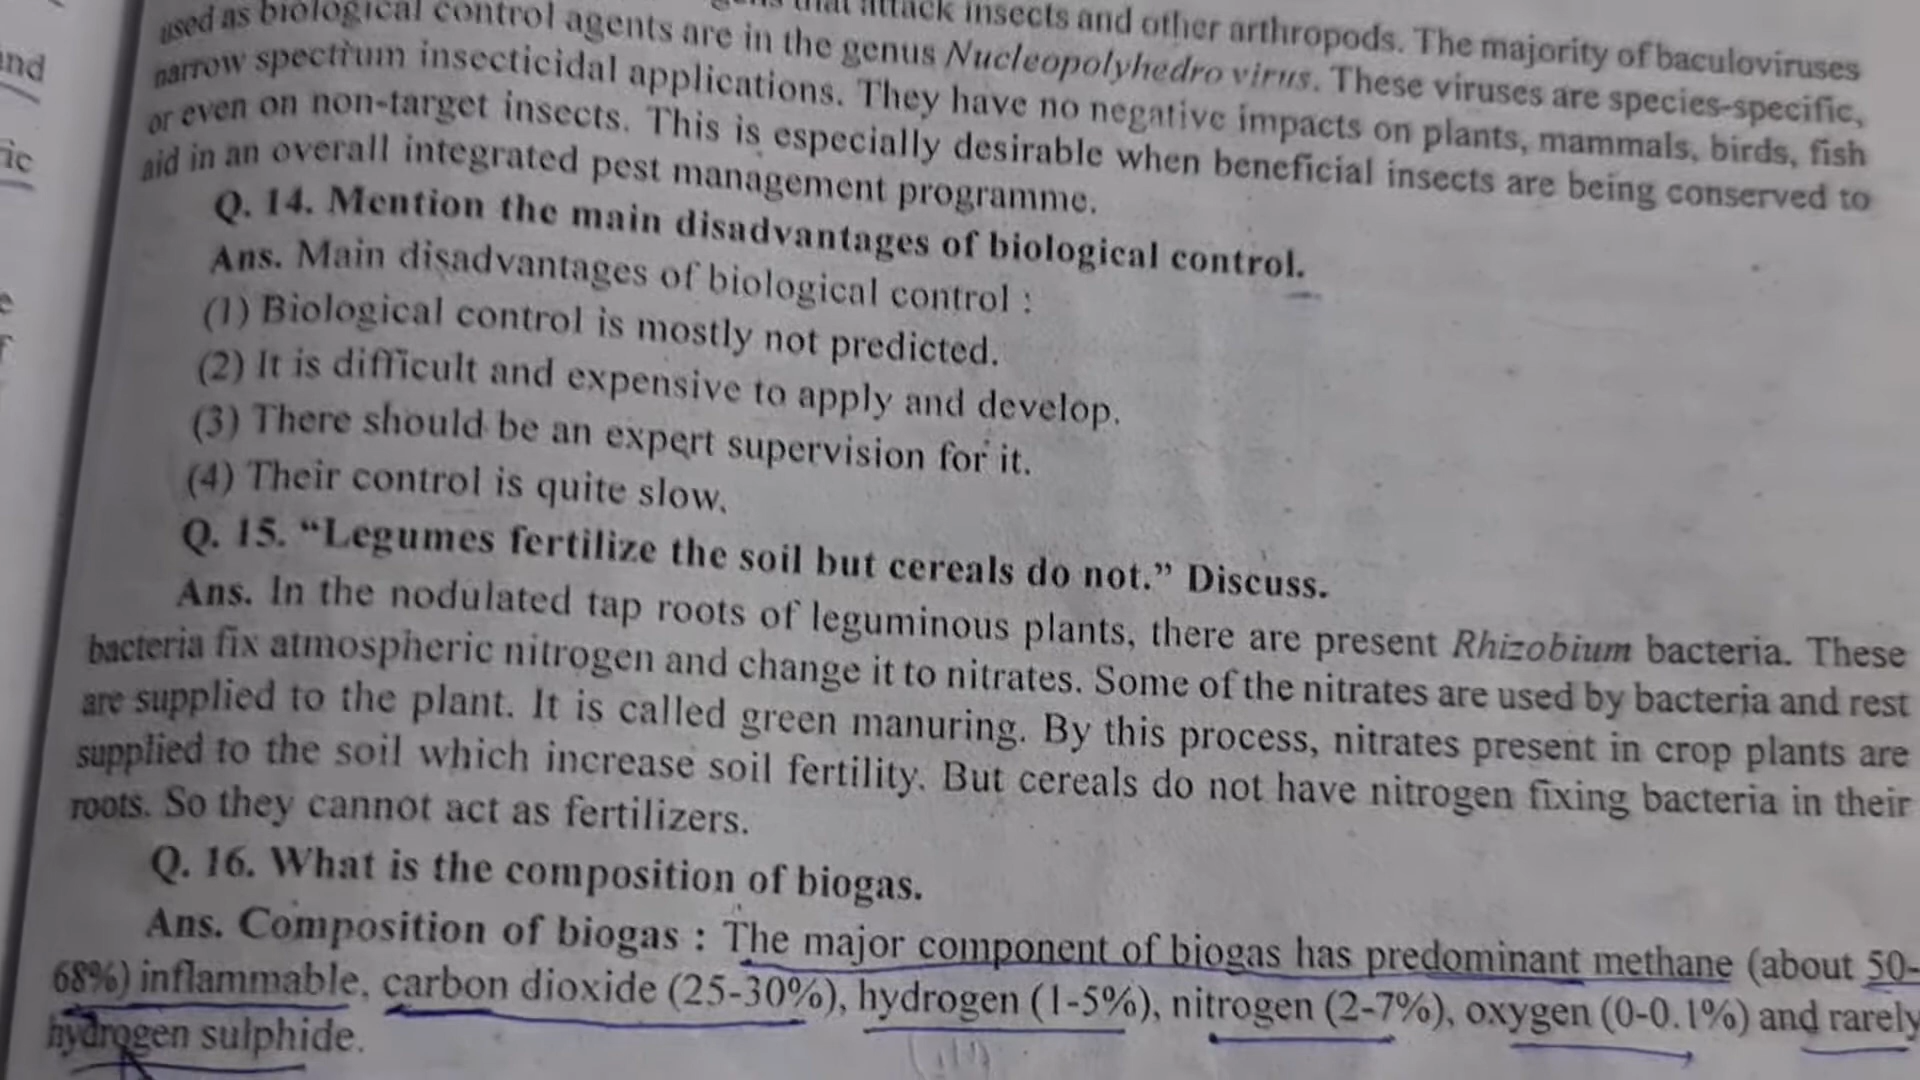 that attack insects and other arthropods. The majority of baculoviruses
used as biological control agents are in the genus Nucleopolyhedro virus. These viruses are species-specific,
narrow spectrum insecticidal applications. They have no negative impacts on plants, mammals, birds, fish
or even on non-target insects. This is especially desirable when beneficial insects are being conserved to
aid in an overall integrated pest management programme.
Q. 14. Mention the main disadvantages of biological control.
Ans. Main disadvantages of biological control :
(1) Biological control is mostly not predicted.
(2) It is difficult and expensive to apply and develop.
(3) There should be an expert supervision for it.
(4) Their control is quite slow.
Q. 15. “Legumes fertilize the soil but cereals do not.” Discuss.
Ans. In the nodulated tap roots of leguminous plants, there are present Rhizobium bacteria. These
bacteria fix atmospheric nitrogen and change it to nitrates. Some of the nitrates are used by bacteria and rest
are supplied to the plant. It is called green manuring. By this process, nitrates present in crop plants are
supplied to the soil which increase soil fertility. But cereals do not have nitrogen fixing bacteria in their
roots. So they cannot act as fertilizers.
Q. 16. What is the composition of biogas.
Ans. Composition of biogas : The major component of biogas has predominant methane (about 50-
68%) inflammable, carbon dioxide (25-30%), hydrogen (1-5%), nitrogen (2-7%), oxygen (0-0.1%) and rarely
hydrogen sulphide.